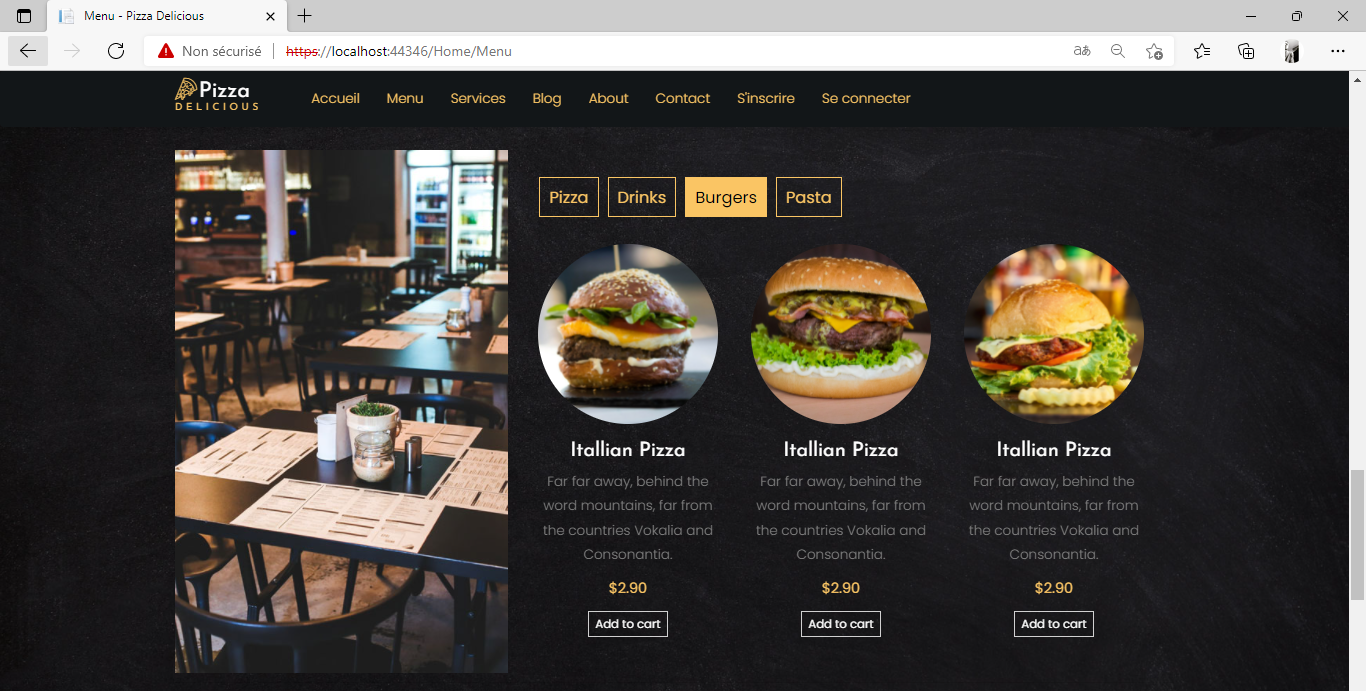 Menu - Pizza Delicious
Non sécurisé https://localhost:44346/Home/Menu
aあ
Pizza
DELICIOUS
Accueil Menu Services Blog About Contact S'inscrire Se connecter
Pizza Drinks Burgers Pasta
Itallian Pizza
Far far away, behind the
word mountains, far from
the countries Vokalia and
Consonantia.
$2.90
Add to cart
Itallian Pizza
Far far away, behind the
word mountains, far from
the countries Vokalia and
Consonantia.
$2.90
Add to cart
Itallian Pizza
Far far away, behind the
word mountains, far from
the countries Vokalia and
Consonantia.
$2.90
Add to cart